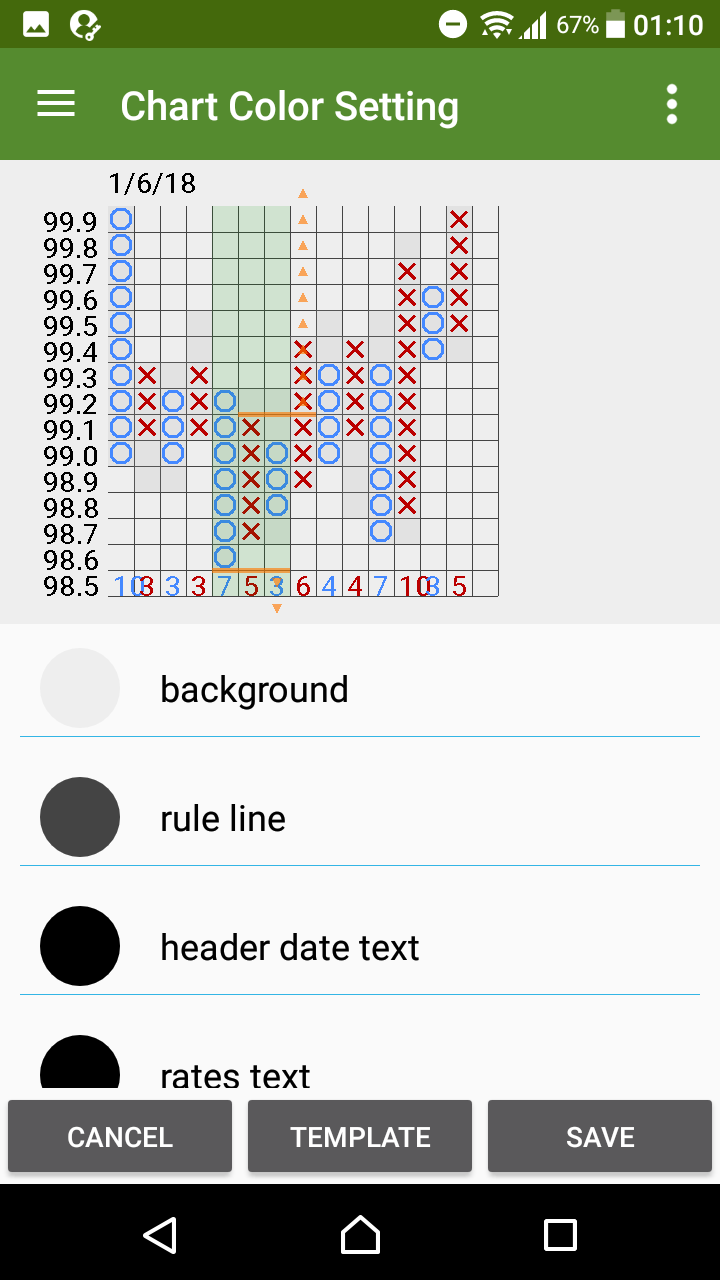 67% 01:10
Chart Color Setting
1/6/18
99.9
99.8
99.7
99.6
99.5
99.4
99.3
99.2
99.1
99.0
98.9
98.8
98.7
98.6
98.5 10 3 3 3 7 5 3 6 4 4 7 10 3 5
background
rule line
header date text
rates text
CANCEL TEMPLATE SAVE